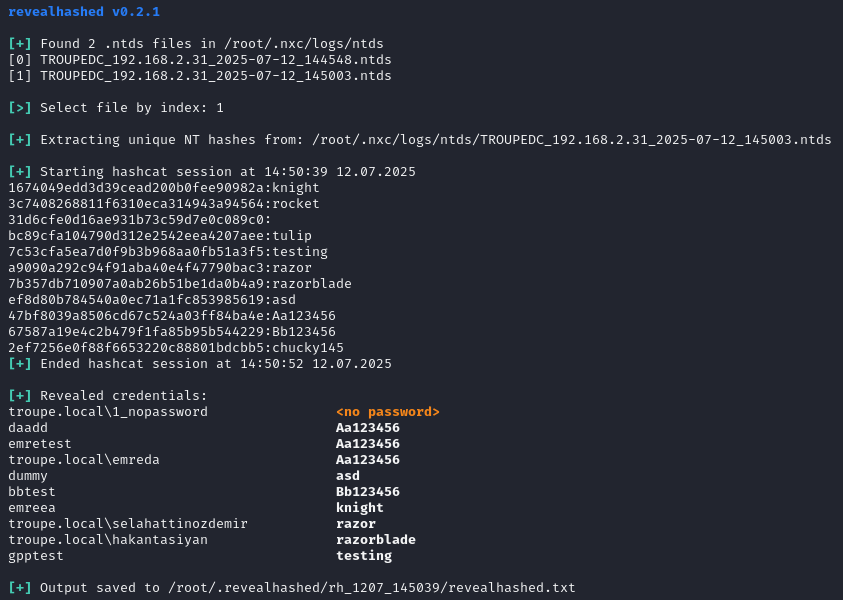 revealhashed v0.2.1
[+] Found 2 .ntds files in /root/.nxc/logs/ntds
[0] TROUPEDC_192.168.2.31_2025-07-12_144548.ntds
[1] TROUPEDC_192.168.2.31_2025-07-12_145003.ntds
[>] Select file by index: 1
[+] Extracting unique NT hashes from: /root/.nxc/logs/ntds/TROUPEDC_192.168.2.31_2025-07-12_145003.ntds
[+] Starting hashcat session at 14:50:39 12.07.2025
1674049edd3d39cead200b0fee90982a:knight
3c7408268811f6310eca314943a94564:rocket
31d6cfe0d16ae931b73c59d7e0c089c0:
bc89cfa104790d312e2542eea4207aee:tulip
7c53cfa5ea7d0f9b3b968aa0fb51a3f5:testing
a9090a292c94f91aba40e4f47790bac3:razor
7b357db710907a0ab26b51be1da0b4a9:razorblade
ef8d80b784540a0ec71a1fc853985619:asd
47bf8039a8506cd67c524a03ff84ba4e:Aa123456
67587a19e4c2b479f1fa85b95b544229:Bb123456
2ef7256e0f88f6653220c88801bdcbb5:chucky145
[+] Ended hashcat session at 14:50:52 12.07.2025
[+] Revealed credentials:
troupe.local\1_nopassword <no password>
daadd Aa123456
emretest Aa123456
troupe.local\emreda Aa123456
dummy asd
bbtest Bb123456
emreea knight
troupe.local\selahattinozdemir razor
troupe.local\hakantasiyan razorblade
gpptest testing
[+] Output saved to /root/.revealhashed/rh_1207_145039/revealhashed.txt